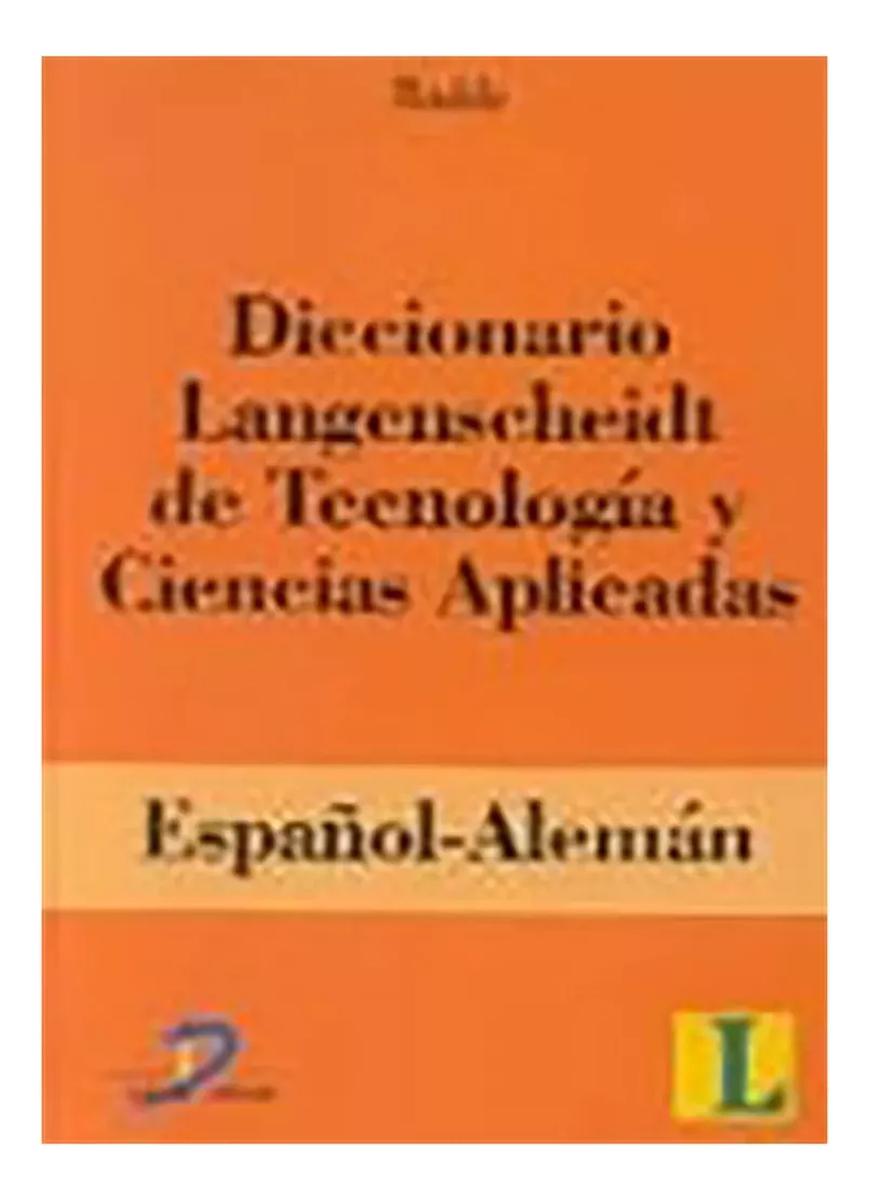 Diccionario
Langenscheidt
de Tecnología y
Ciencias Aplicadas
Español-Alemán
L